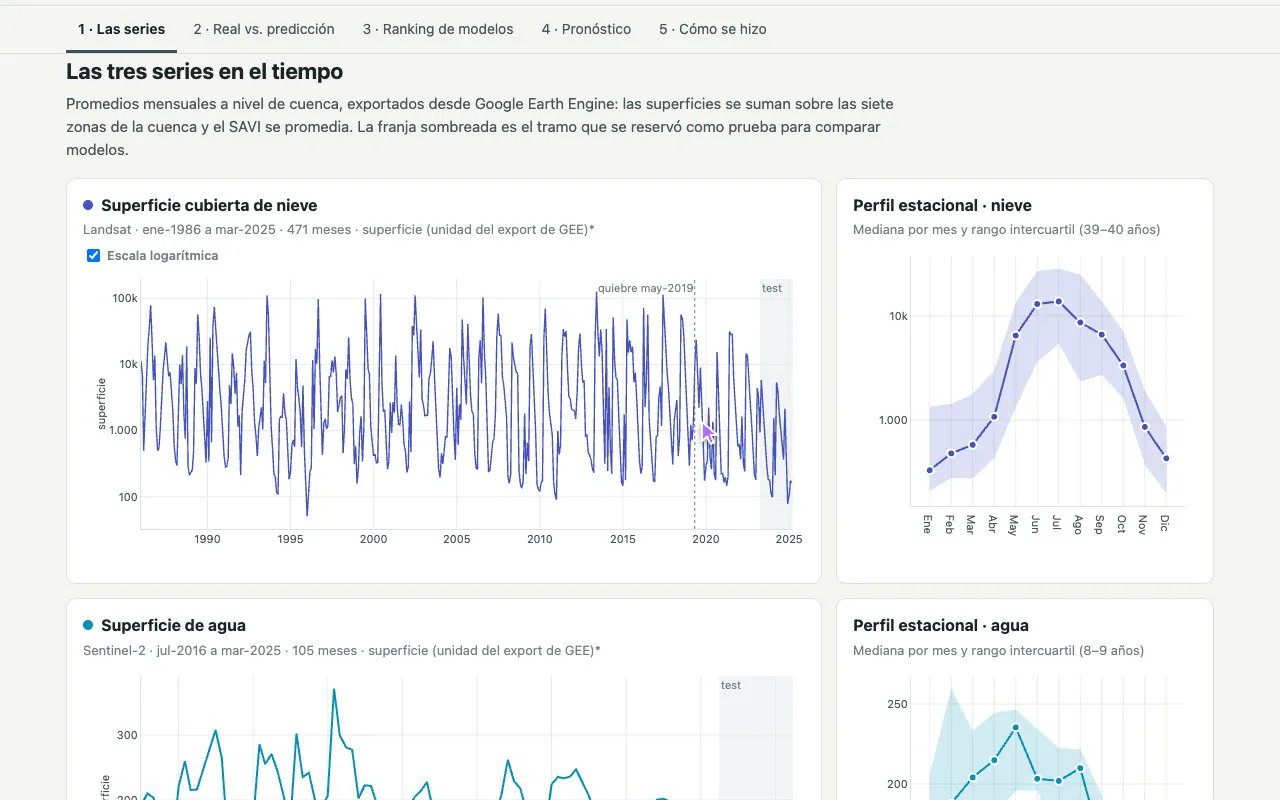 1 · Las series
2 · Real vs. predicción
3 · Ranking de modelos
4 · Pronóstico
5 · Cómo se hizo
Las tres series en el tiempo
Promedios mensuales a nivel de cuenca, exportados desde Google Earth Engine: las superficies se suman sobre las siete
zonas de la cuenca y el SAVI se promedia. La franja sombreada es el tramo que se reservó como prueba para comparar
modelos.
Superficie cubierta de nieve
Landsat · ene-1986 a mar-2025 · 471 meses · superficie (unidad del export de GEE)*
Escala logarítmica
quiebre may-2019
test
100k
10k
1.000
100
superficie
1990
1995
2000
2005
2010
2015
2020
2025
Perfil estacional · nieve
Mediana por mes y rango intercuartil (39–40 años)
10k
1.000
Ene
Feb
Mar
Abr
May
Jun
Jul
Ago
Sep
Oct
Nov
Dic
Superficie de agua
Sentinel-2 · jul-2016 a mar-2025 · 105 meses · superficie (unidad del export de GEE)*
test
300
200
Perfil estacional · agua
Mediana por mes y rango intercuartil (8–9 años)
250
200